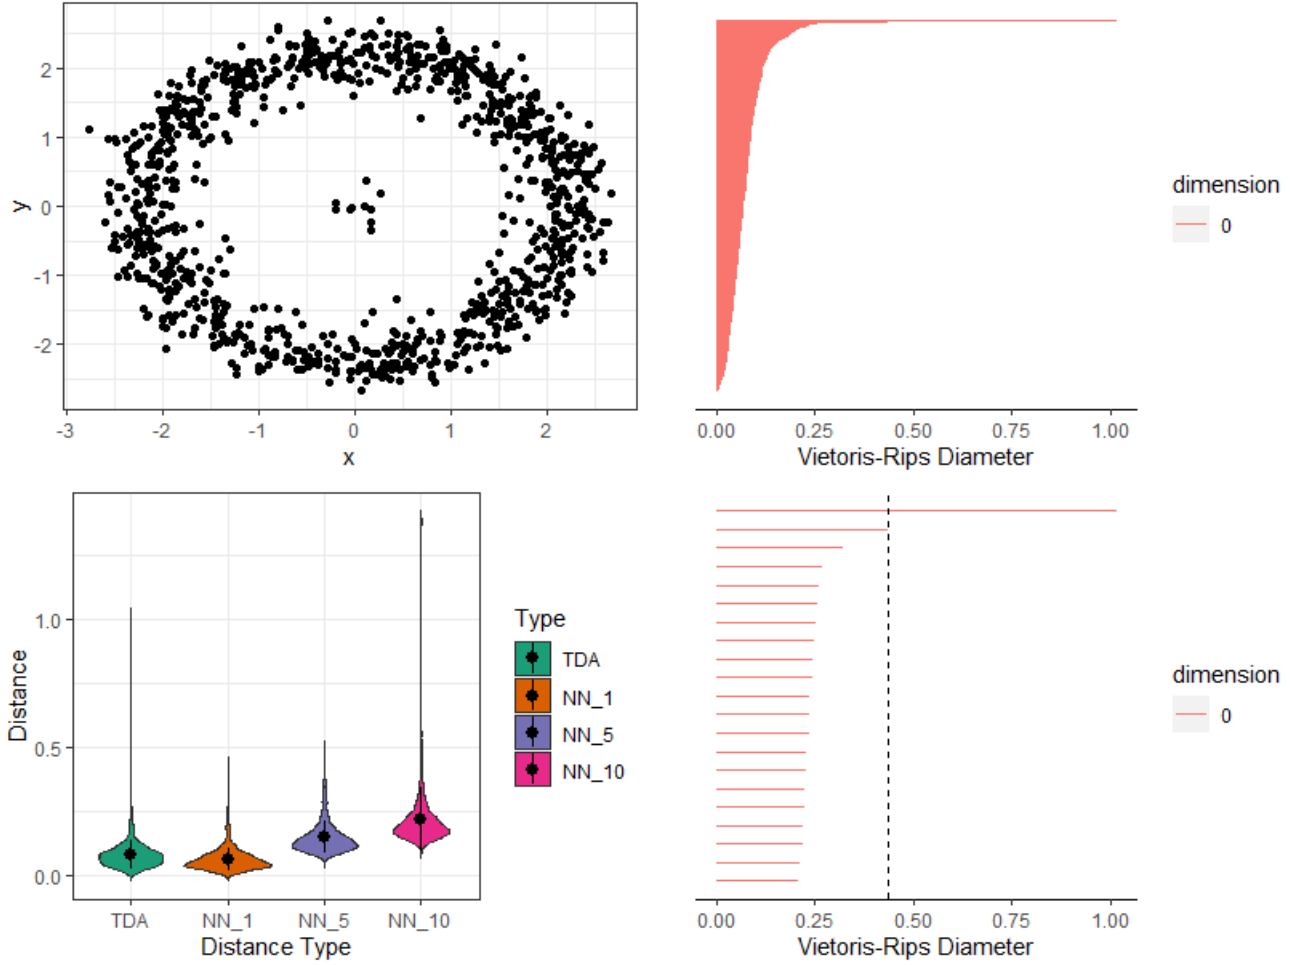 y
2
1
0
-1
-2
-3 -2 -1 0 1 2
x
0.00 0.25 0.50 0.75 1.00
Vietoris-Rips Diameter
dimension
0
Distance
1.0
0.5
0.0
TDA NN_1 NN_5 NN_10
Distance Type
Type
TDA
NN_1
NN_5
NN_10
0.00 0.25 0.50 0.75 1.00
Vietoris-Rips Diameter
dimension
0